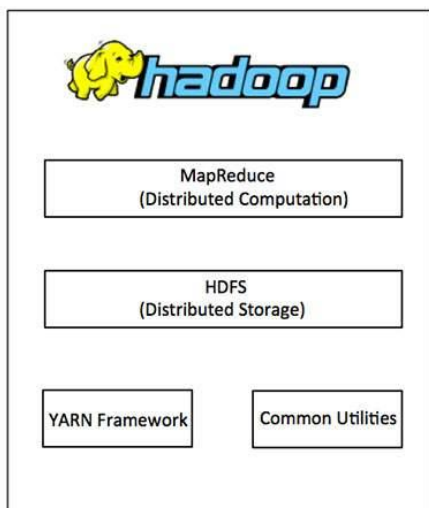 hadoop
MapReduce
(Distributed Computation)
HDFS
(Distributed Storage)
YARN Framework
Common Utilities